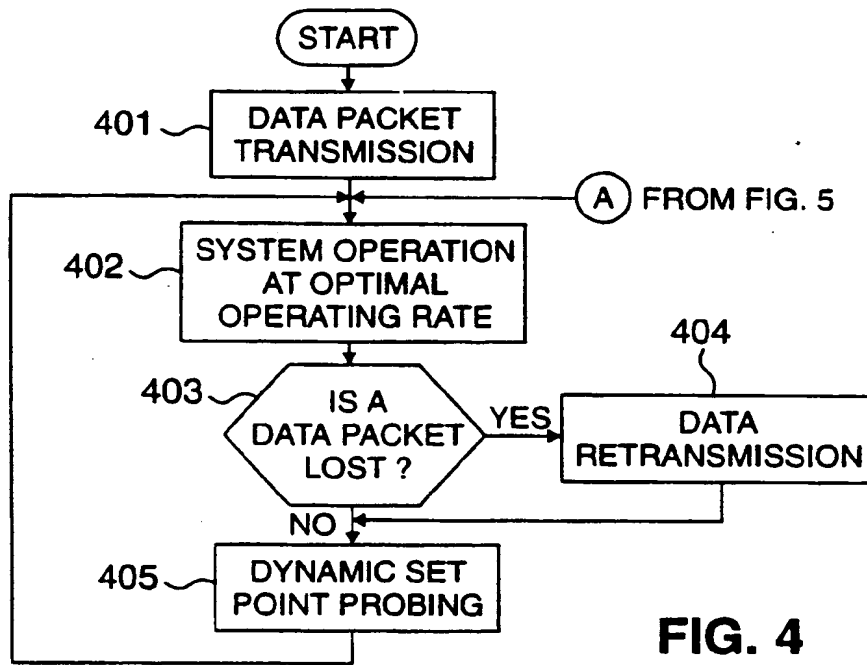 START
401
DATA PACKET
TRANSMISSION
A FROM FIG. 5
402
SYSTEM OPERATION
AT OPTIMAL
OPERATING RATE
403
IS A
DATA PACKET
LOST ?
YES
404
DATA
RETRANSMISSION
NO
405
DYNAMIC SET
POINT PROBING
FIG. 4